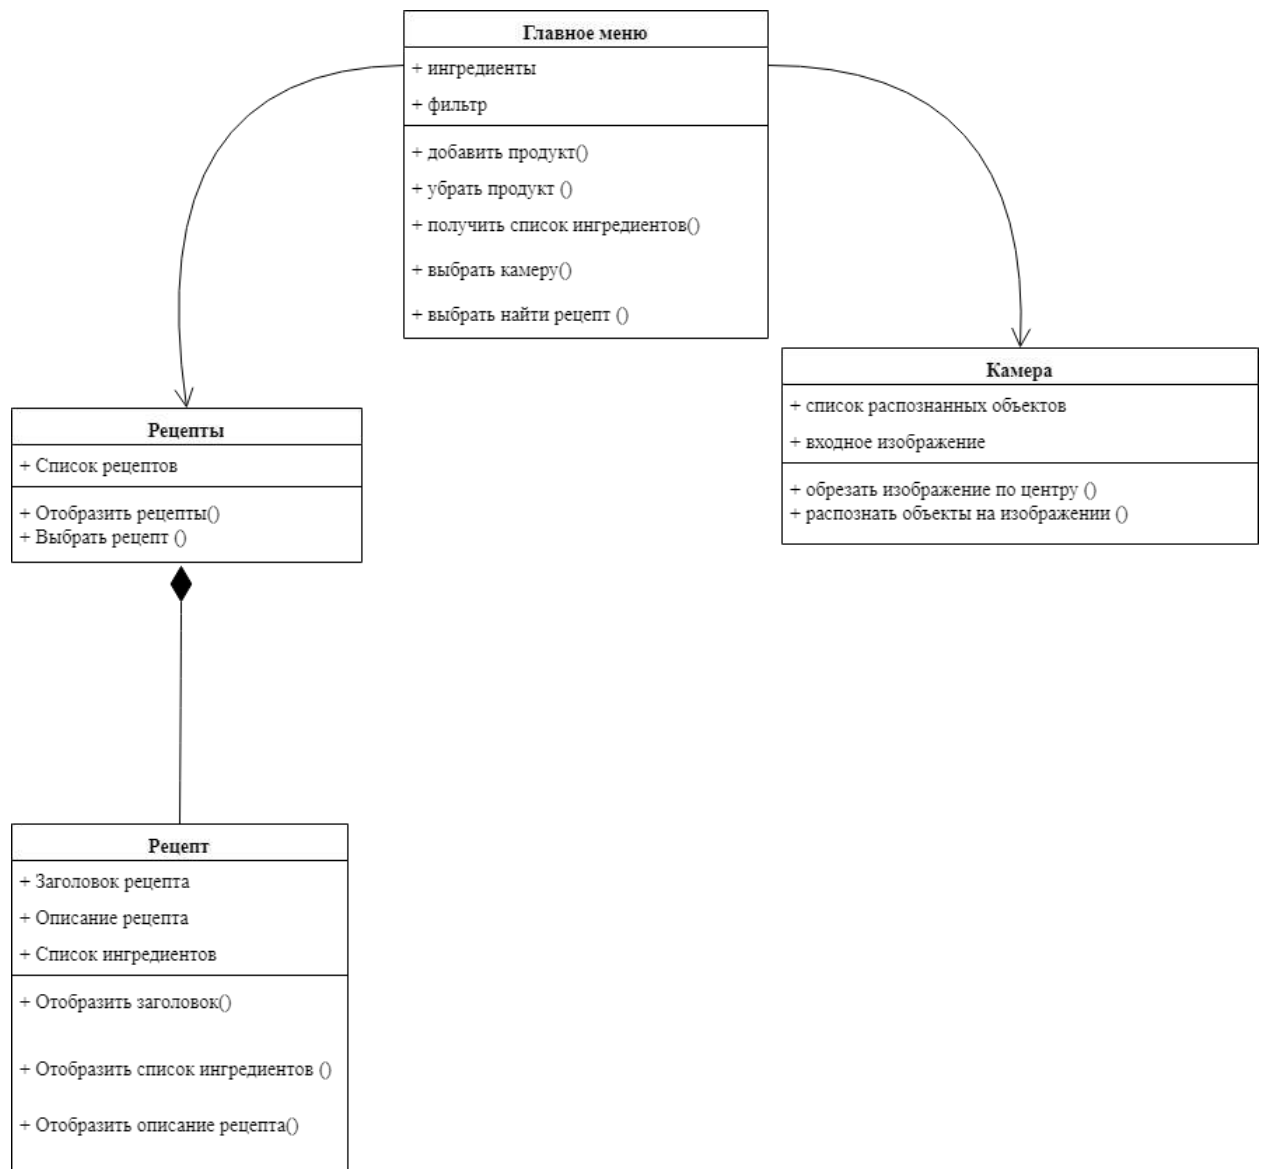 Главное меню
+ ингредиенты
+ фильтр
+ добавить продукт()
+ убрать продукт ()
+ получить список ингредиентов()
+ выбрать камеру()
+ выбрать найти рецепт ()
Камера
+ список распознанных объектов
+ входное изображение
+ обрезать изображение по центру ()
+ распознать объекты на изображении ()
Рецепты
+ Список рецептов
+ Отобразить рецепты()
+ Выбрать рецепт ()
Рецепт
+ Заголовок рецепта
+ Описание рецепта
+ Список ингредиентов
+ Отобразить заголовок()
+ Отобразить список ингредиентов ()
+ Отобразить описание рецепта()